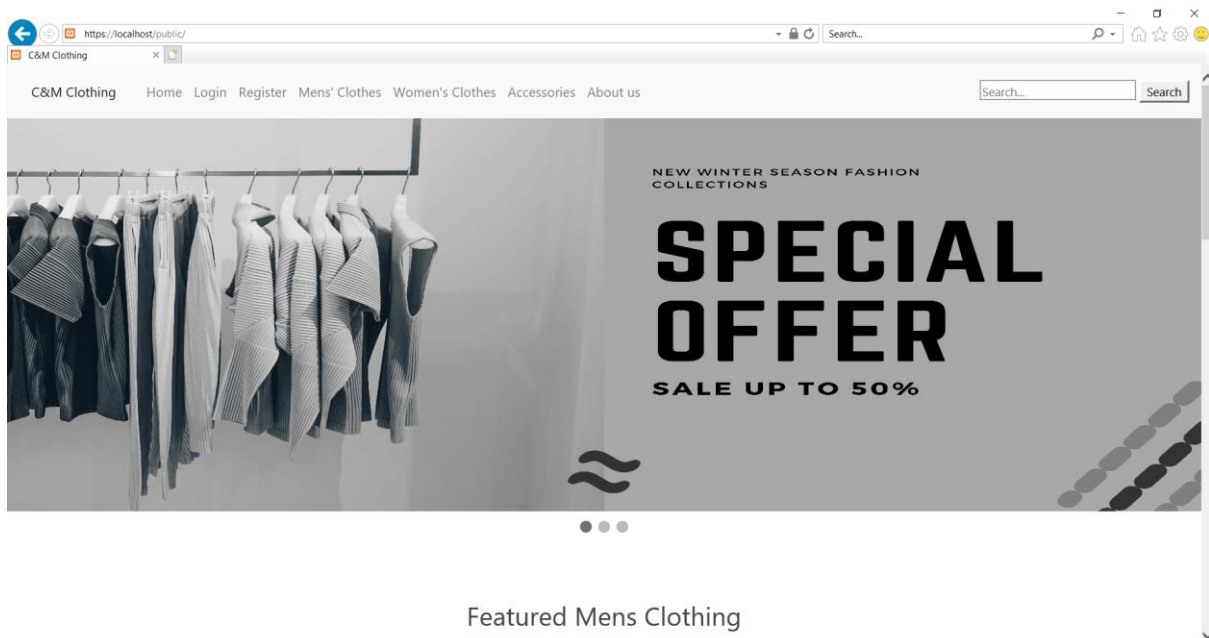 https://localhost/public/
Search...
C&M Clothing
C&M Clothing Home Login Register Mens' Clothes Women's Clothes Accessories About us
Search... Search
NEW WINTER SEASON FASHION
COLLECTIONS
SPECIAL
OFFER
SALE UP TO 50%
Featured Mens Clothing